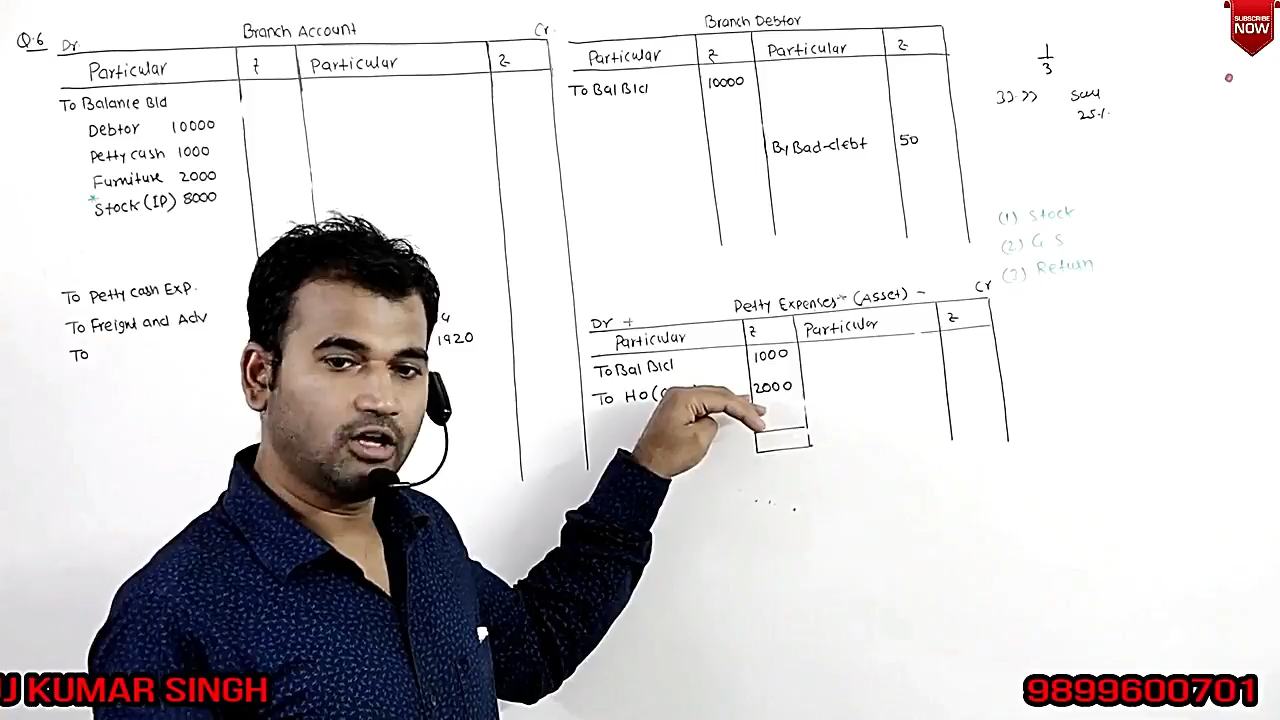 Q.6
Branch Account
Dr.
Cr.
Particular
₹
Particular
₹
To Balance Bld
Debtor 10000
Petty cash 1000
Furniture 2000
*Stock (IP) 8000
To Petty cash Exp.
To Freight and Adv
1920
To
Branch Debtor
Particular
₹
Particular
₹
To Bal Blcl
10000
By Bad-debt
50
1/3
25%
(1) Stock
(2) G S
(3) Return
Petty Expenses (Asset) -
Cr
Dr +
Particular
₹
Particular
₹
To Bal Blcl
1000
To HO
2000
SUBSCRIBE
NOW
J KUMAR SINGH
9899600701